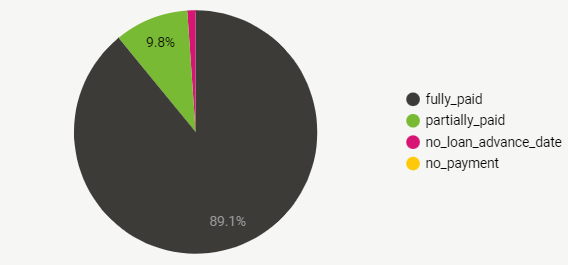 9.8%
89.1%
fully_paid
partially_paid
no_loan_advance_date
no_payment